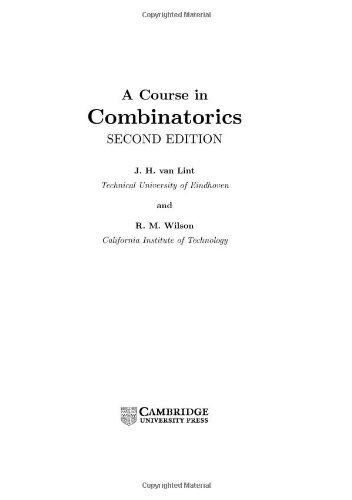 Copyrighted Material
A Course in
Combinatorics
SECOND EDITION
J. H. van Lint
Technical University of Eindhoven
and
R. M. Wilson
California Institute of Technology
CAMBRIDGE
UNIVERSITY PRESS
Copyrighted Material